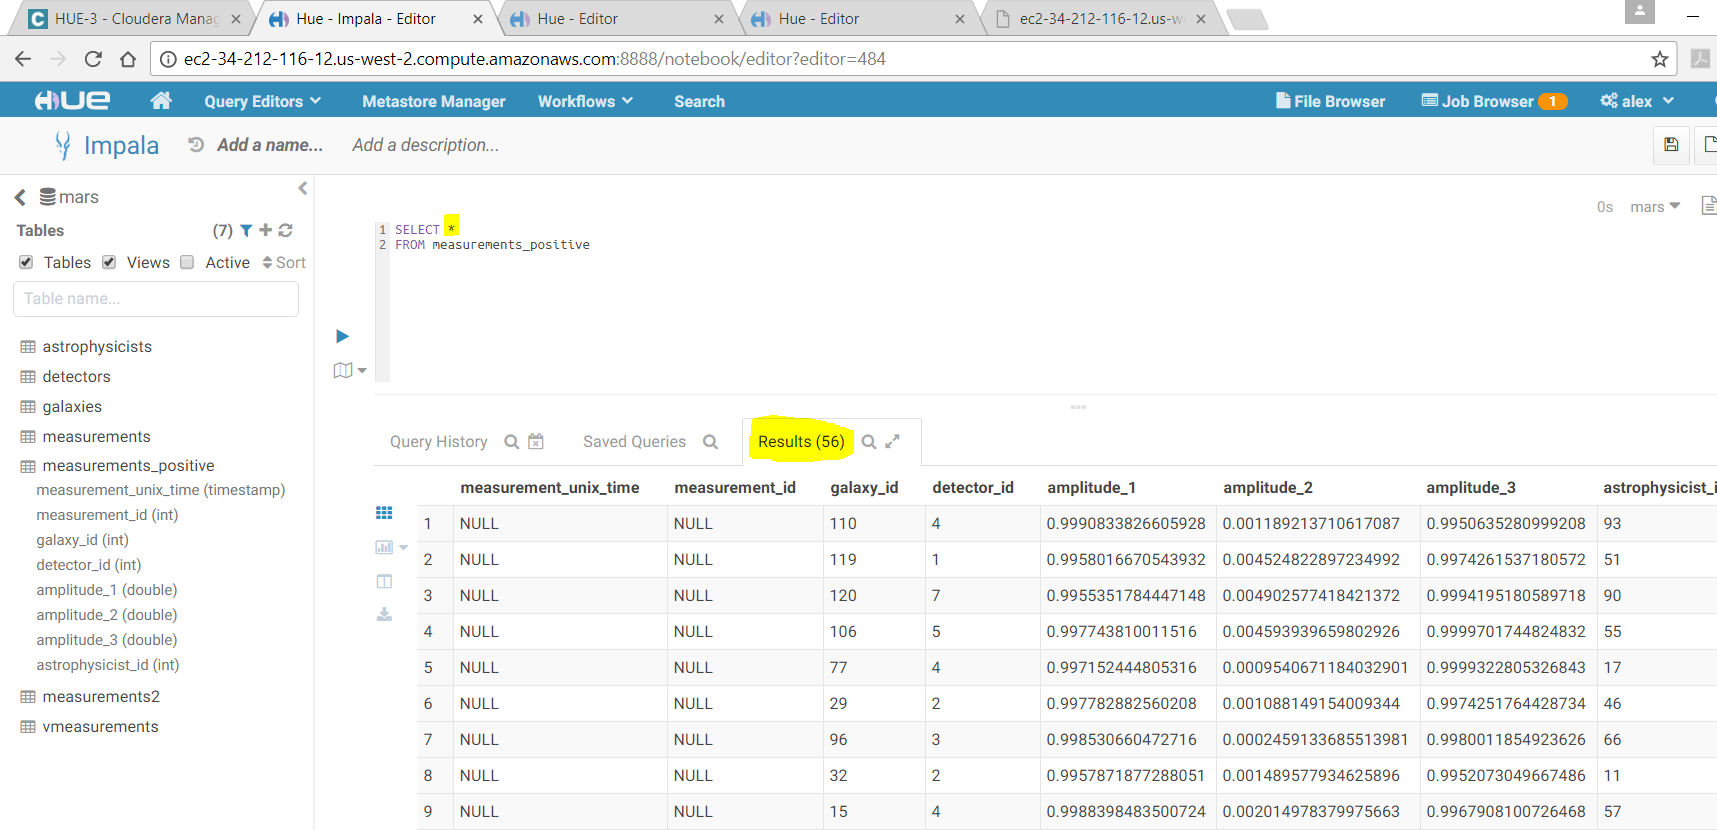 HUE-3 - Cloudera Manag
Hue - Impala - Editor
Hue - Editor
Hue - Editor
ec2-34-212-116-12.us-w
ec2-34-212-116-12.us-west-2.compute.amazonaws.com:8888/notebook/editor?editor=484
HUE Query Editors Metastore Manager Workflows Search File Browser Job Browser 1 alex
Impala Add a name... Add a description...
mars
Tables (7)
Tables Views Active Sort
Table name...
astrophysicists
detectors
galaxies
measurements
measurements_positive
measurement_unix_time (timestamp)
measurement_id (int)
galaxy_id (int)
detector_id (int)
amplitude_1 (double)
amplitude_2 (double)
amplitude_3 (double)
astrophysicist_id (int)
measurements2
vmeasurements
0s mars
1 SELECT *
2 FROM measurements_positive
Query History Saved Queries Results (56)
measurement_unix_time measurement_id galaxy_id detector_id amplitude_1 amplitude_2 amplitude_3 astrophysicist_i
1 NULL NULL 110 4 0.9990833826605928 0.001189213710617087 0.9950635280999208 93
2 NULL NULL 119 1 0.9958016670543932 0.004524822897234992 0.9974261537180572 51
3 NULL NULL 120 7 0.9955351784447148 0.004902577418421372 0.9994195180589718 90
4 NULL NULL 106 5 0.997743810011516 0.004593939659802926 0.9999701744824832 55
5 NULL NULL 77 4 0.997152444805316 0.0009540671184032901 0.9999322805326843 17
6 NULL NULL 29 2 0.997782882560208 0.001088149154009344 0.9974251764428734 46
7 NULL NULL 96 3 0.998530660472716 0.0002459133685513981 0.9980011854923626 66
8 NULL NULL 32 2 0.9957871877288051 0.001489577934625896 0.9952073049667486 11
9 NULL NULL 15 4 0.9988398483500724 0.002014978379975663 0.9967908100726468 57